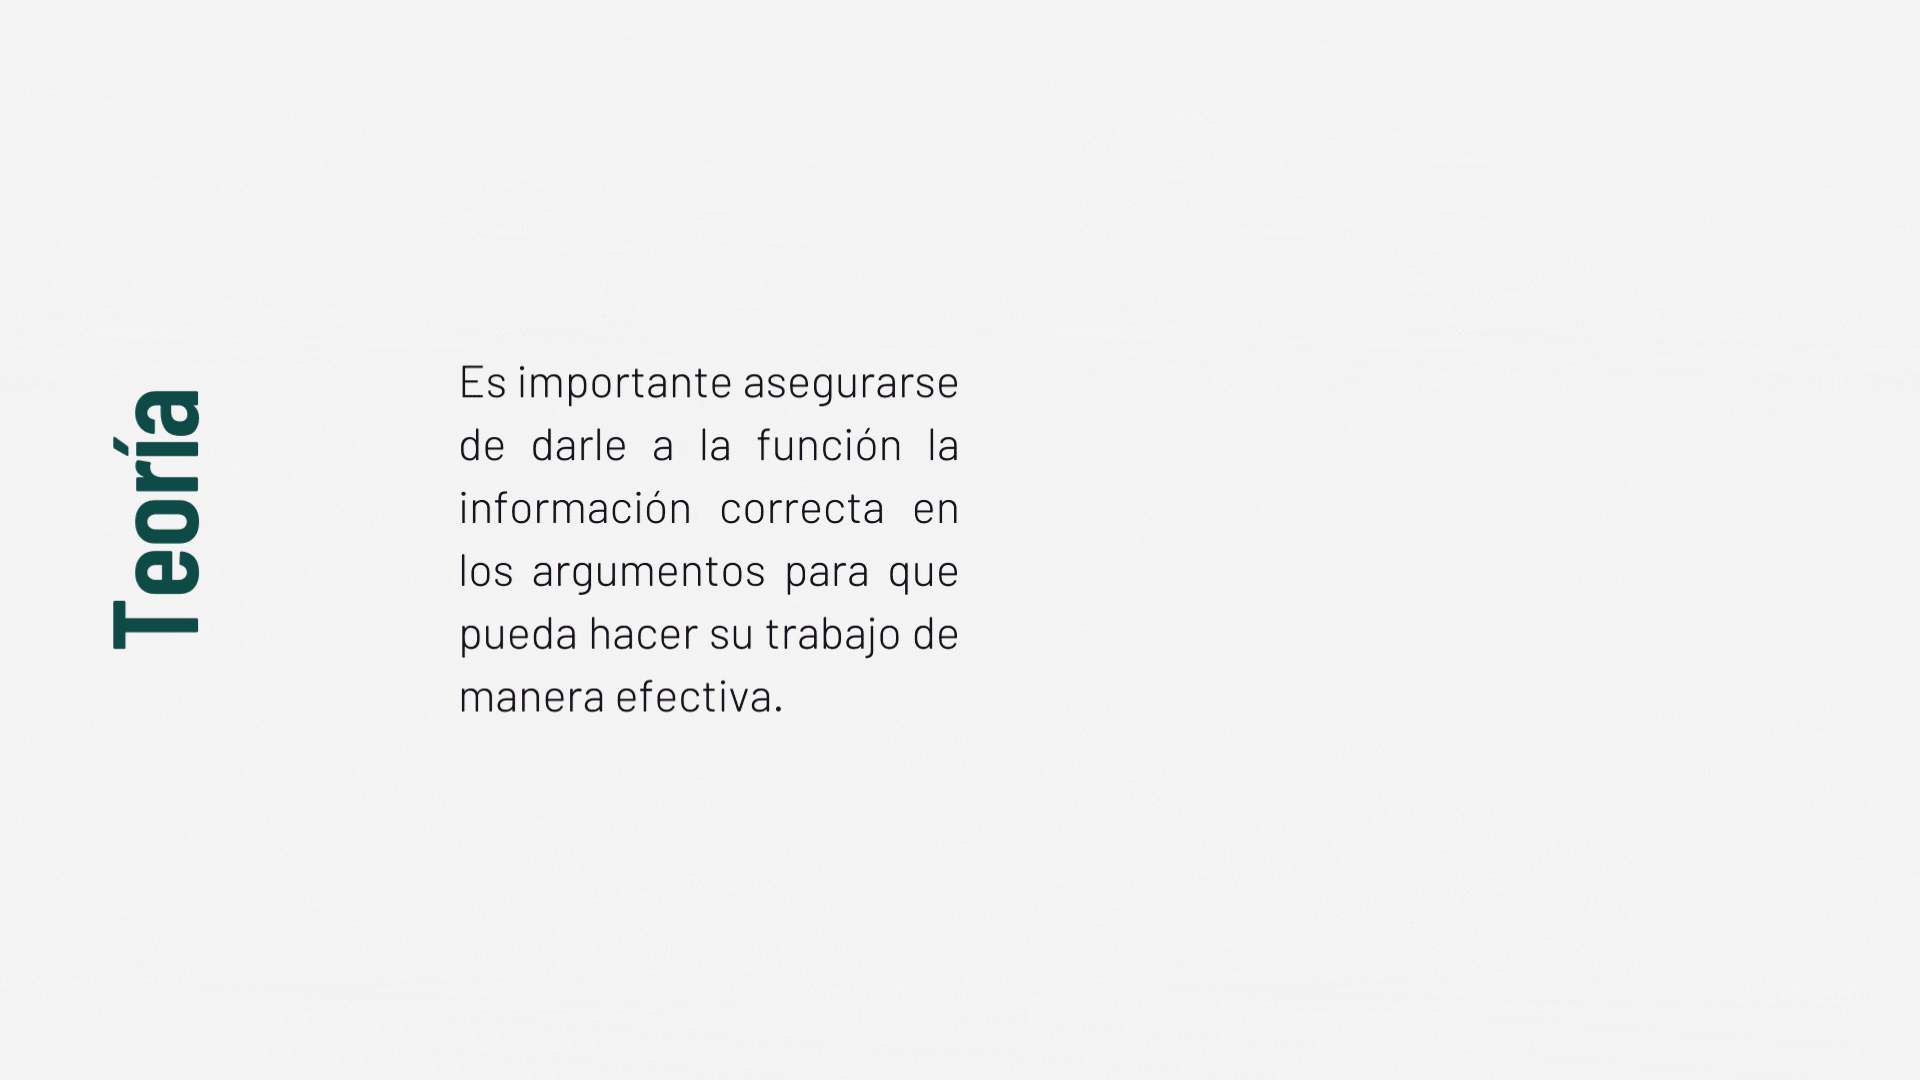 Teoría
Es importante asegurarse
de darle a la función la
información correcta en
los argumentos para que
pueda hacer su trabajo de
manera efectiva.